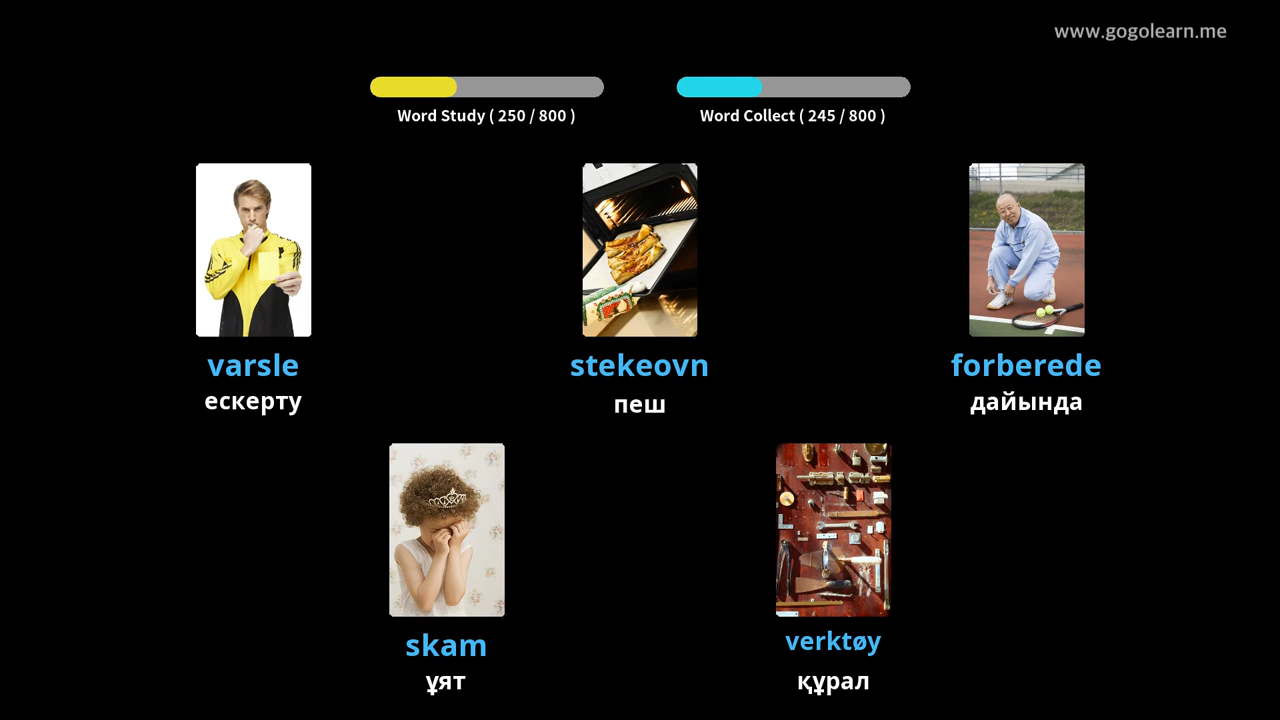 www.gogolearn.me
Word Study ( 250 / 800 )
Word Collect ( 245 / 800 )
varsle
ескерту
stekeovn
пеш
forberede
дайында
skam
ұят
verktøy
құрал